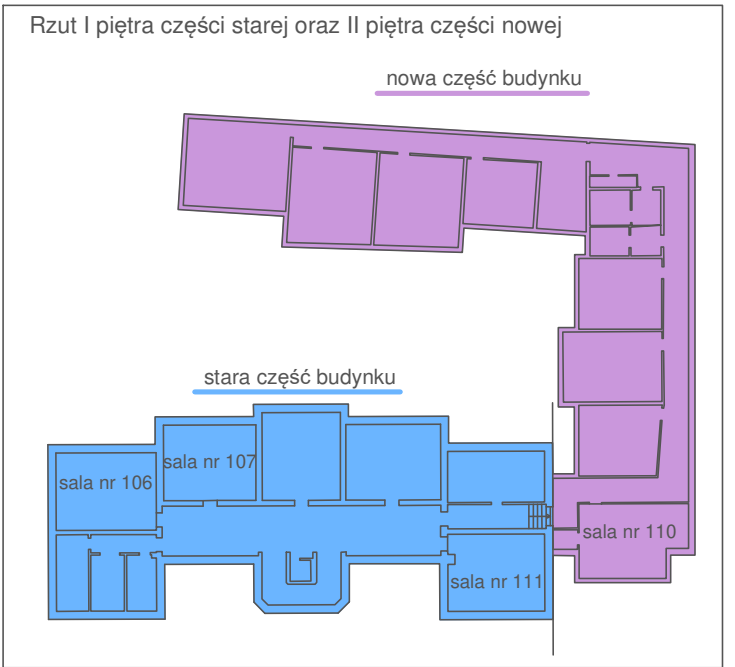 Rzut I piętra części starej oraz II piętra części nowej
nowa część budynku
stara część budynku
sala nr 107
sala nr 106
sala nr 110
sala nr 111